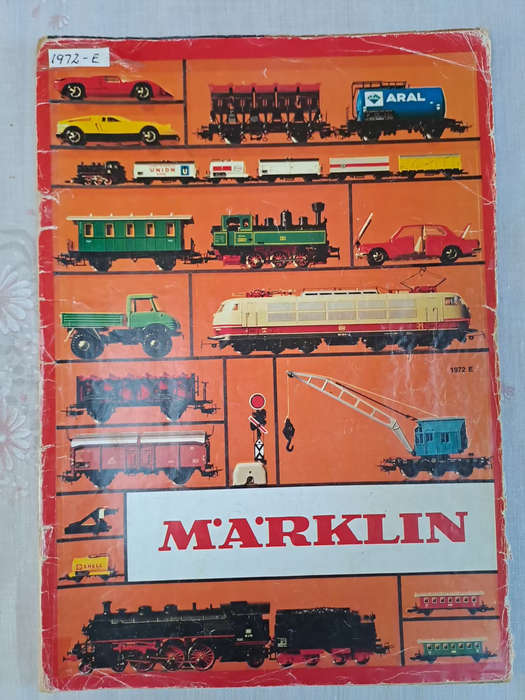 1972-E
ARAL
UNION
1972 E
MÄRKLIN
SHELL